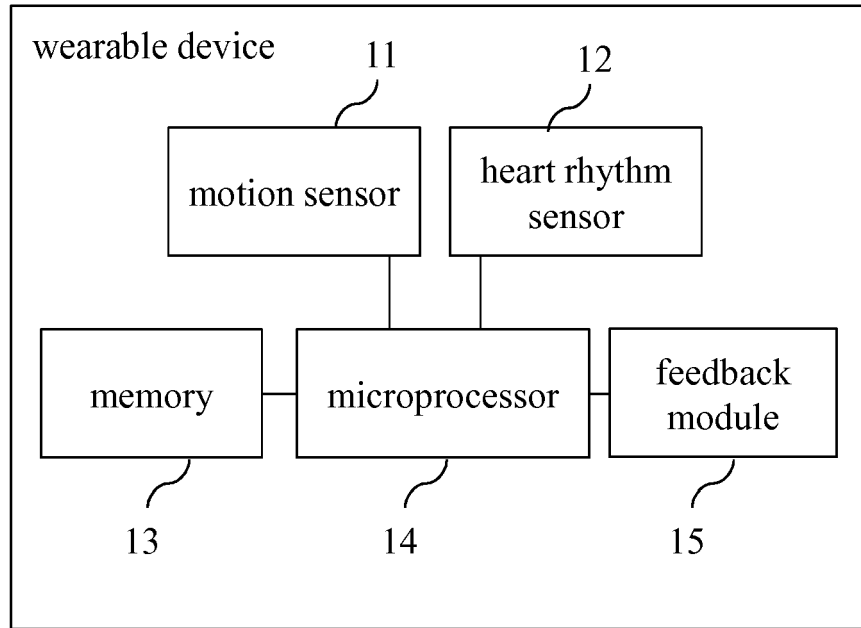 wearable device
11
12
motion sensor
heart rhythm
sensor
memory
microprocessor
feedback
module
13
14
15